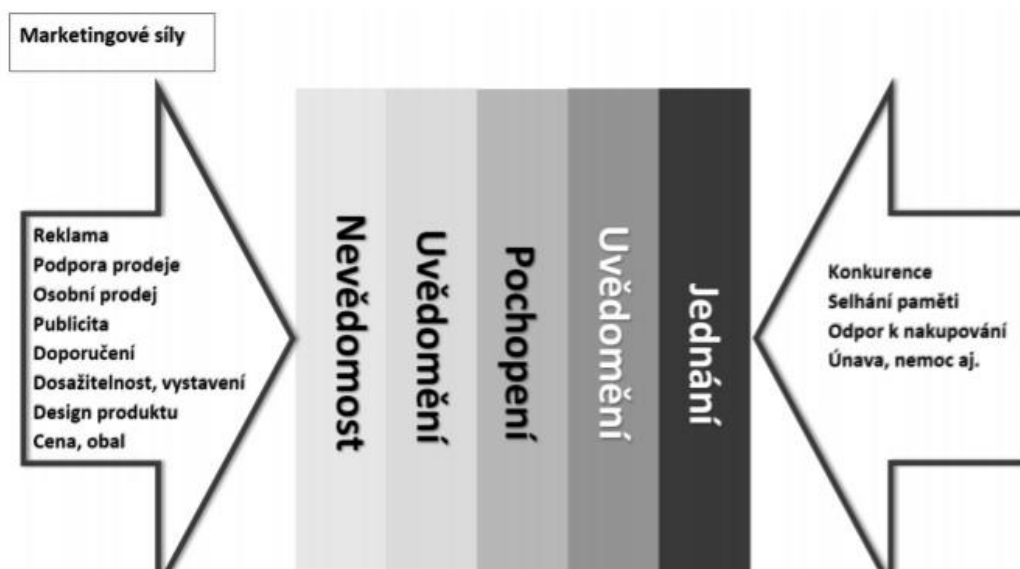 Marketingové síly
Reklama
Podpora prodeje
Osobní prodej
Publicita
Doporučení
Dosažitelnost, vystavení
Design produktu
Cena, obal
Nevědomost
Uvědomění
Pochopení
Uvědomění
Jednání
Konkurence
Selhání paměti
Odpor k nakupování
Únava, nemoc aj.